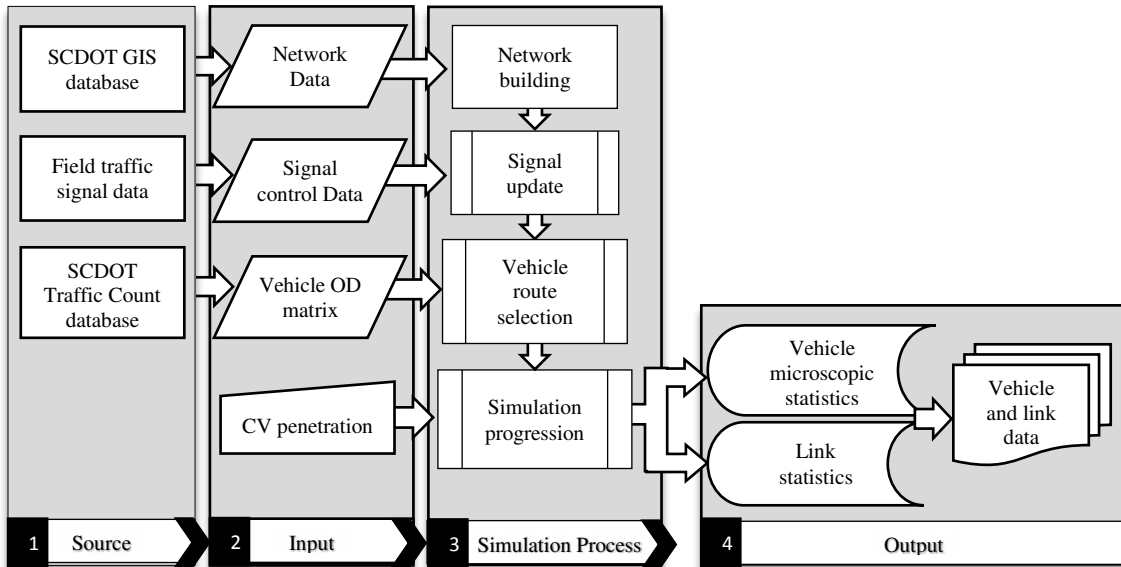 SCDOT GIS
database
Field traffic
signal data
SCDOT
Traffic Count
database
1 Source
Network
Data
Signal
control Data
Vehicle OD
matrix
CV penetration
2 Input
Network
building
Signal
update
Vehicle
route
selection
Simulation
progression
3 Simulation Process
Vehicle
microscopic
statistics
Link
statistics
Vehicle
and link
data
4 Output